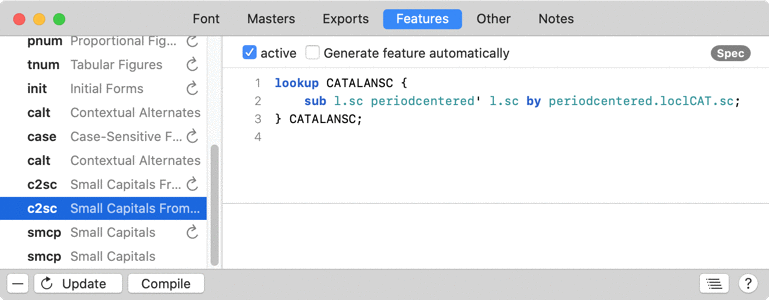 Font Masters Exports Features Other Notes
pnum Proportional Fig...
tnum Tabular Figures
init Initial Forms
calt Contextual Alternates
case Case-Sensitive F...
calt Contextual Alternates
c2sc Small Capitals Fr...
c2sc Small Capitals From...
smcp Small Capitals
smcp Small Capitals
active Generate feature automatically Spec
1 lookup CATALANSC {
2 sub l.sc periodcentered' l.sc by periodcentered.loclCAT.sc;
3 } CATALANSC;
4
Update Compile ?